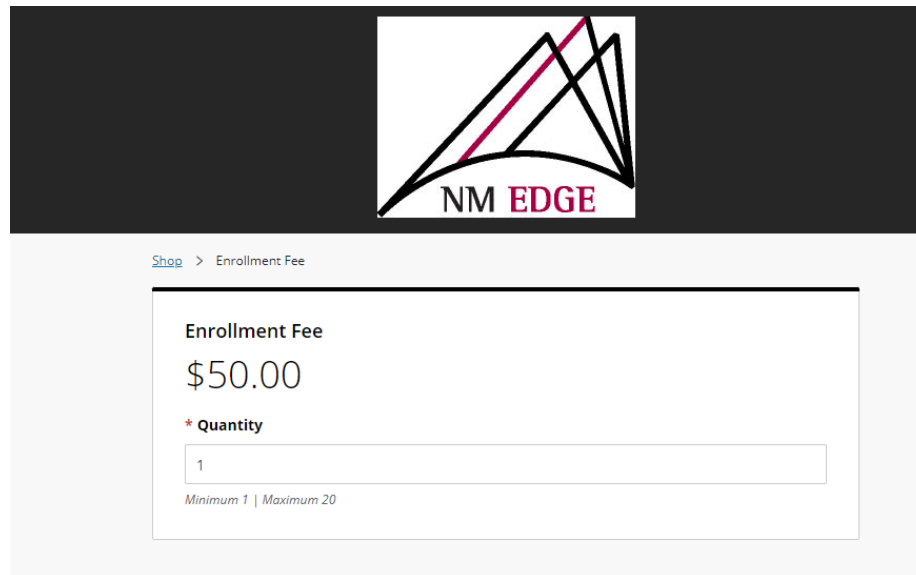 NM EDGE
Shop > Enrollment Fee
Enrollment Fee
$50.00
* Quantity
1
Minimum 1 | Maximum 20